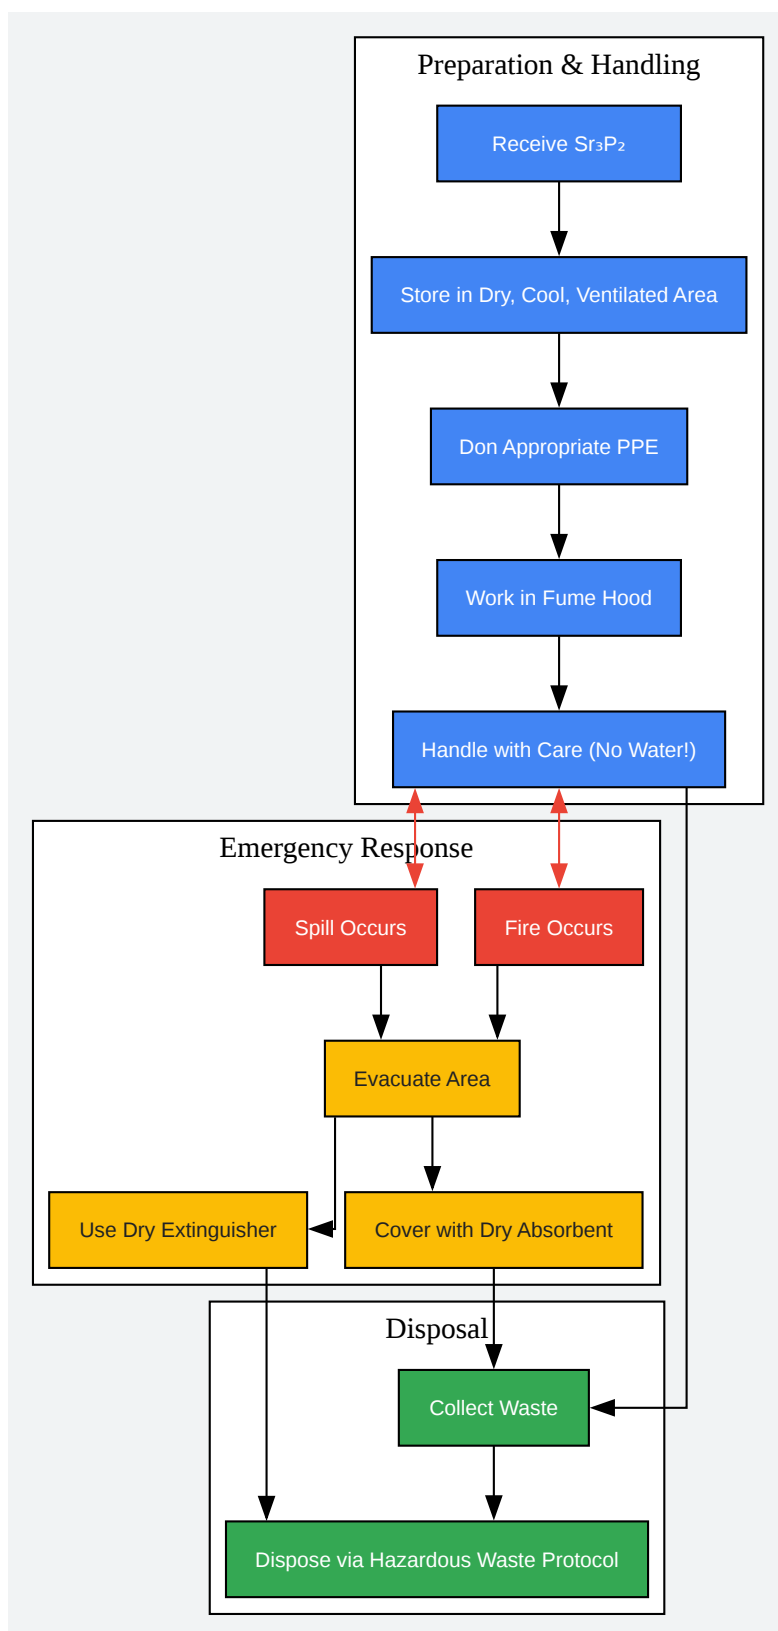 Preparation & Handling
Receive Sr₃P₂
Store in Dry, Cool, Ventilated Area
Don Appropriate PPE
Work in Fume Hood
Handle with Care (No Water!)
Emergency Response
Spill Occurs
Fire Occurs
Evacuate Area
Use Dry Extinguisher
Cover with Dry Absorbent
Disposal
Collect Waste
Dispose via Hazardous Waste Protocol